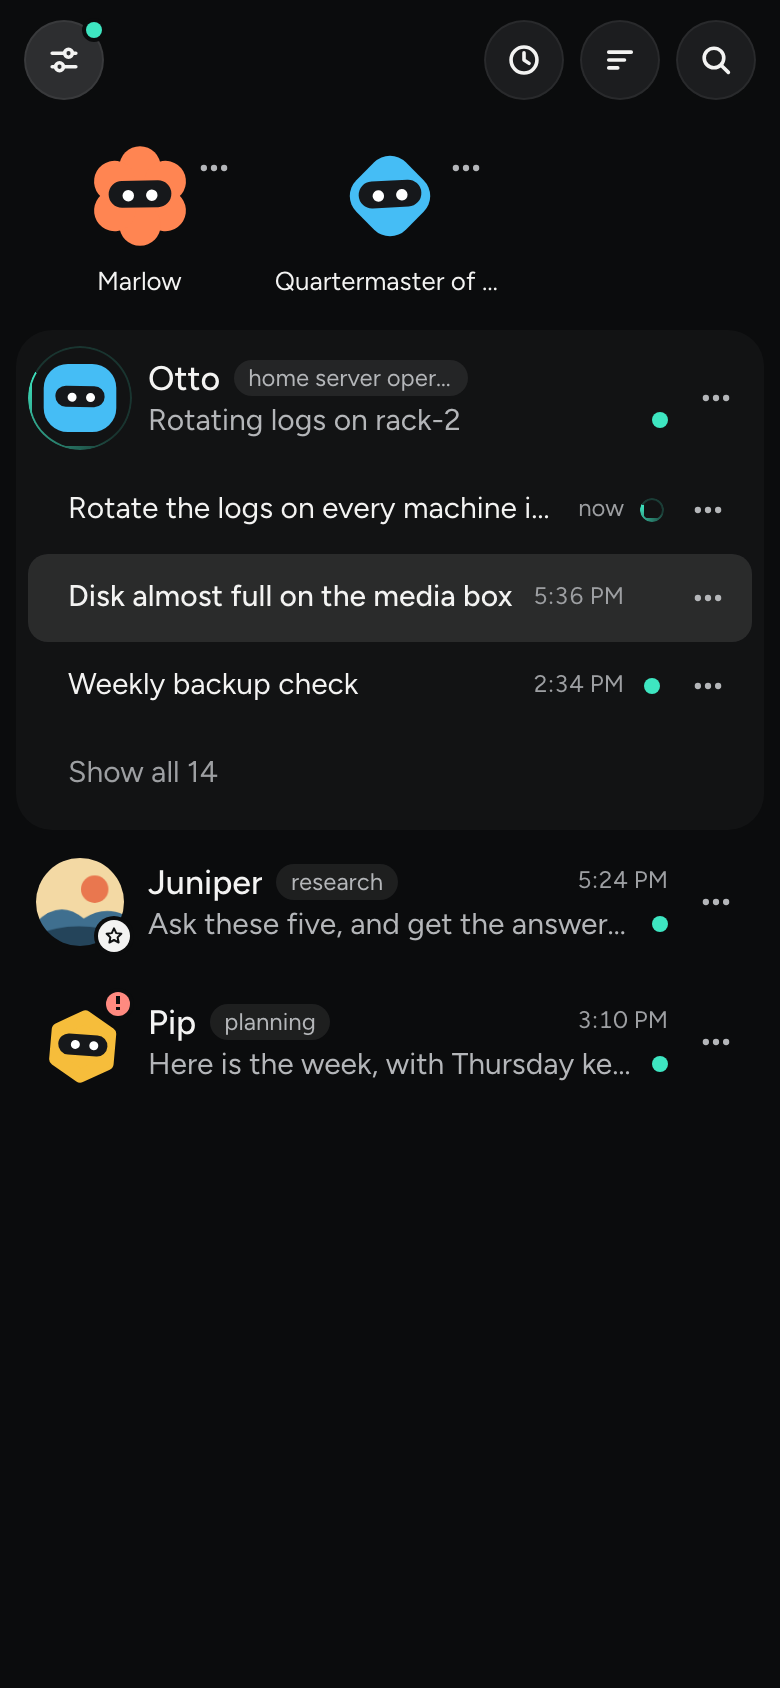 Marlow
Quartermaster of ...
Otto
home server oper...
Rotating logs on rack-2
Rotate the logs on every machine i...
now
Disk almost full on the media box
5:36 PM
Weekly backup check
2:34 PM
Show all 14
Juniper
research
5:24 PM
Ask these five, and get the answer...
Pip
planning
3:10 PM
Here is the week, with Thursday ke...